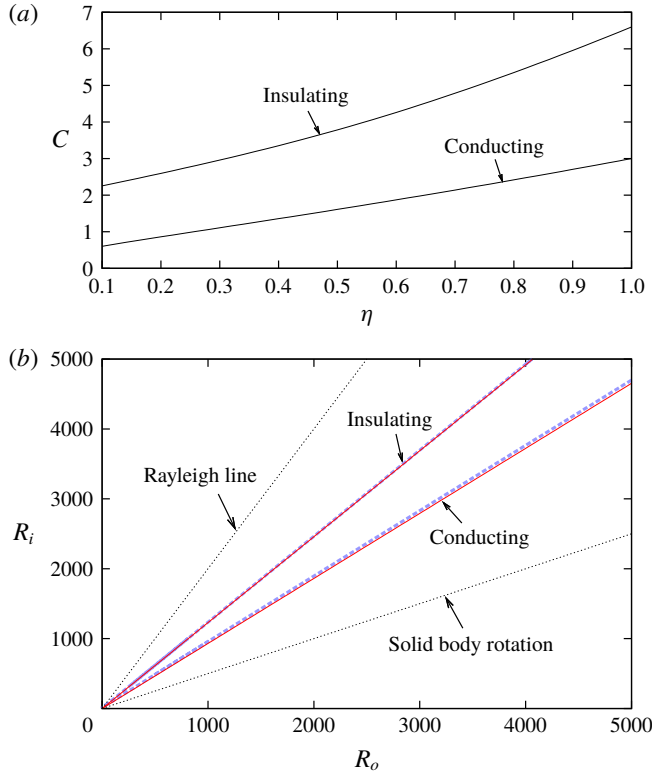 (a)
7
6
5
4
3
2
1
0
C
Insulating
Conducting
0.1 0.2 0.3 0.4 0.5 0.6 0.7 0.8 0.9 1.0
η
(b)
5000
4000
3000
2000
1000
R_i
Rayleigh line
Insulating
Conducting
Solid body rotation
0 1000 2000 3000 4000 5000
R_o